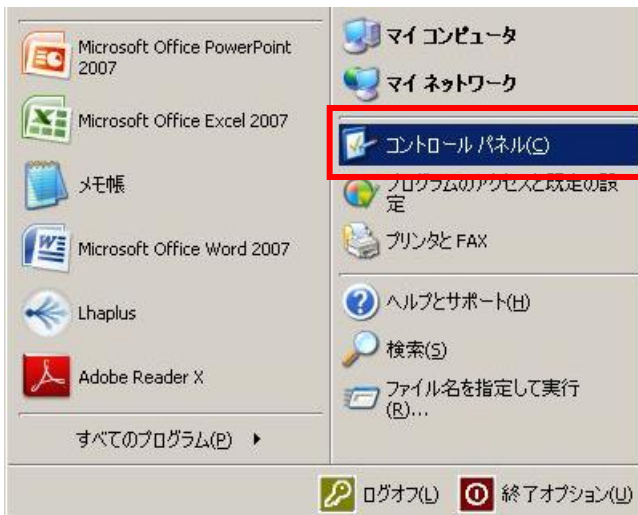 Microsoft Office PowerPoint
2007
Microsoft Office Excel 2007
メモ帳
Microsoft Office Word 2007
Lhaplus
Adobe Reader X
すべてのプログラム(P)
マイ コンピュータ
マイ ネットワーク
コントロール パネル(C)
プログラムのアクセスと既定の設
定
プリンタと FAX
ヘルプとサポート(H)
検索(S)
ファイル名を指定して実行
(R)...
ログオフ(L)
終了オプション(U)